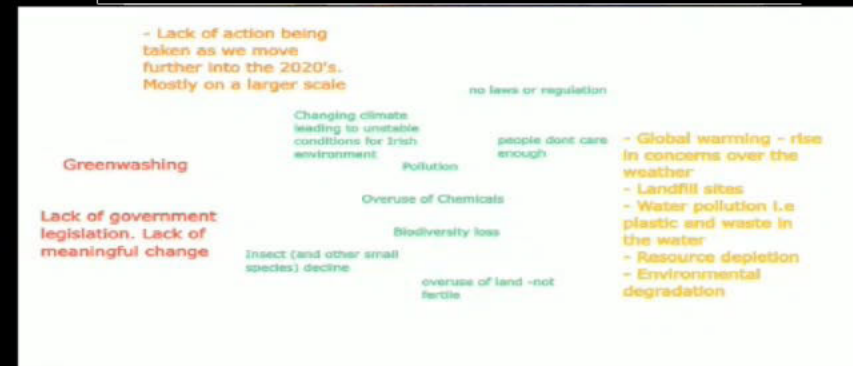 - Lack of action being
taken as we move
further into the 2020's.
Mostly on a larger scale
no laws or regulation
Changing climate
leading to unstable
conditions for Irish
environment
people dont care
enough
Pollution
Greenwashing
Overuse of Chemicals
Lack of government
legislation. Lack of
meaningful change
Biodiversity loss
Insect (and other small
species) decline
overuse of land -not
fertile
- Global warming - rise
in concerns over the
weather
- Landfill sites
- Water pollution i.e
plastic and waste in
the water
- Resource depletion
- Environmental
degradation